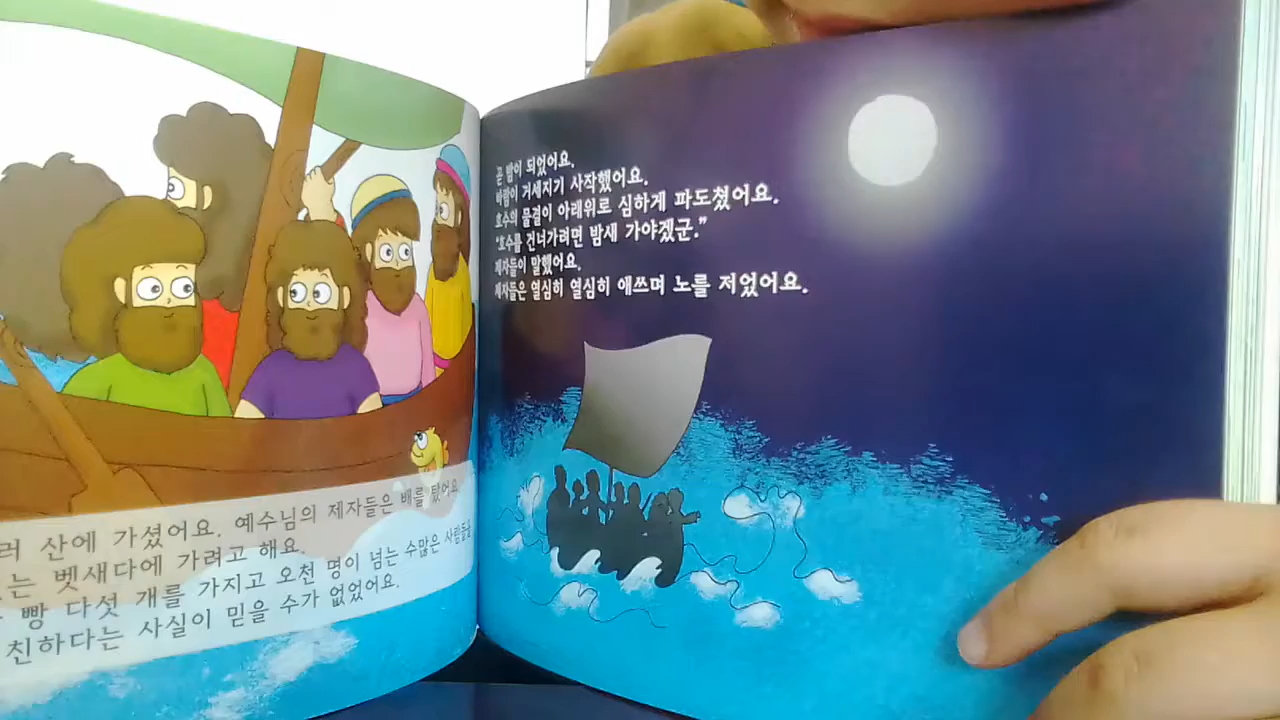 러 산에 가셨어요. 예수님의 제자들은 배를 탔어요.
는 벳새다에 가려고 해요.
빵 다섯 개를 가지고 오천 명이 넘는 수많은 사람들을
친하다는 사실이 믿을 수가 없었어요.
곧 밤이 되었어요.
바람이 거세지기 시작했어요.
호수의 물결이 아래위로 심하게 파도쳤어요.
"호수를 건너가려면 밤새 가야겠군."
제자들이 말했어요.
제자들은 열심히 열심히 애쓰며 노를 저었어요.